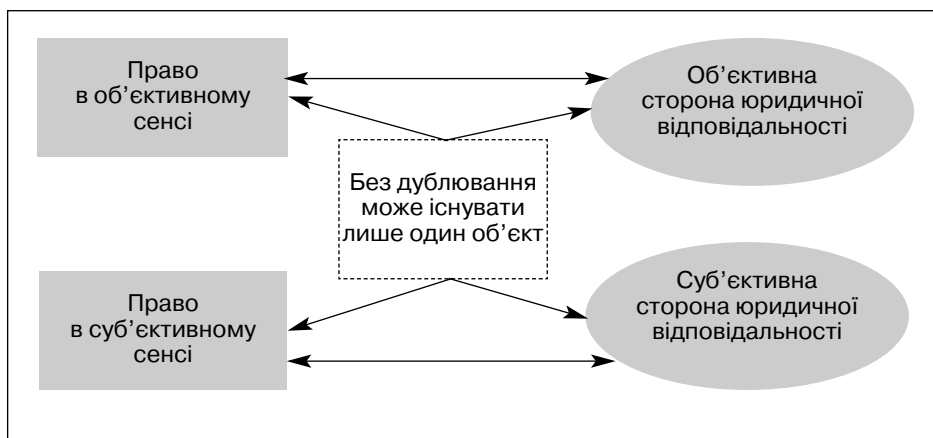 Право
в об’єктивному
сенсі
Об’єктивна
сторона юридичної
відповідальності
Без дублювання
може існувати
лише один об’єкт
Право
в суб’єктивному
сенсі
Суб’єктивна
сторона юридичної
відповідальності